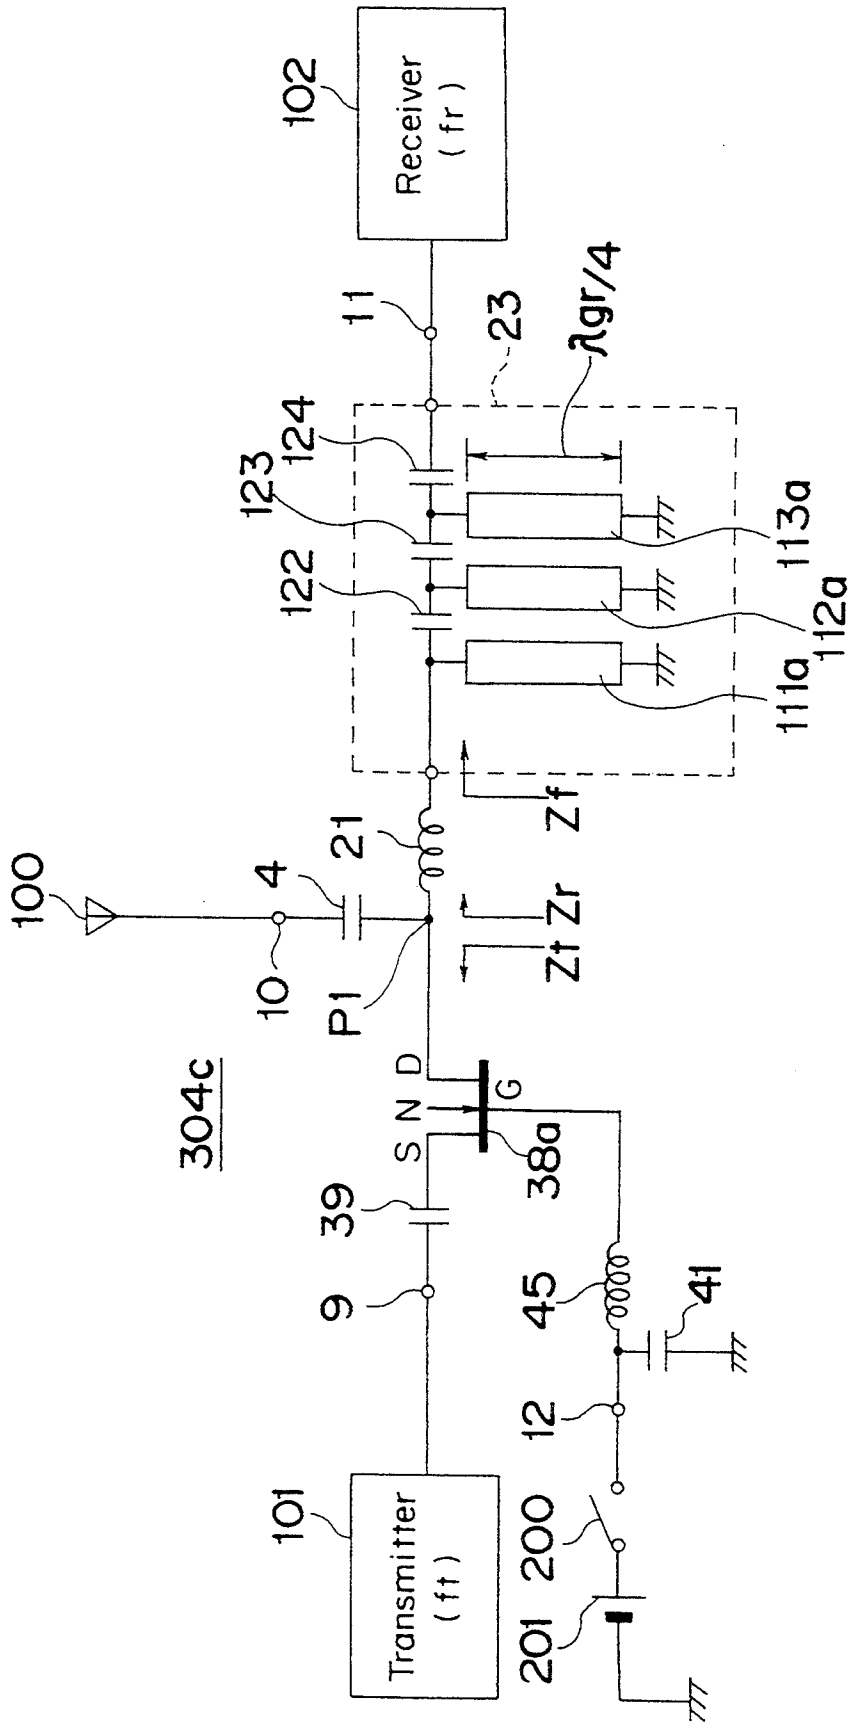 304c
100
10
4
P1
21
122
123
124
11
102
Receiver
(fr)
23
λgr/4
111a
112a
113a
Zt
Zr
Zf
S
N
D
G
38a
39
9
101
Transmitter
(ft)
45
41
12
200
201